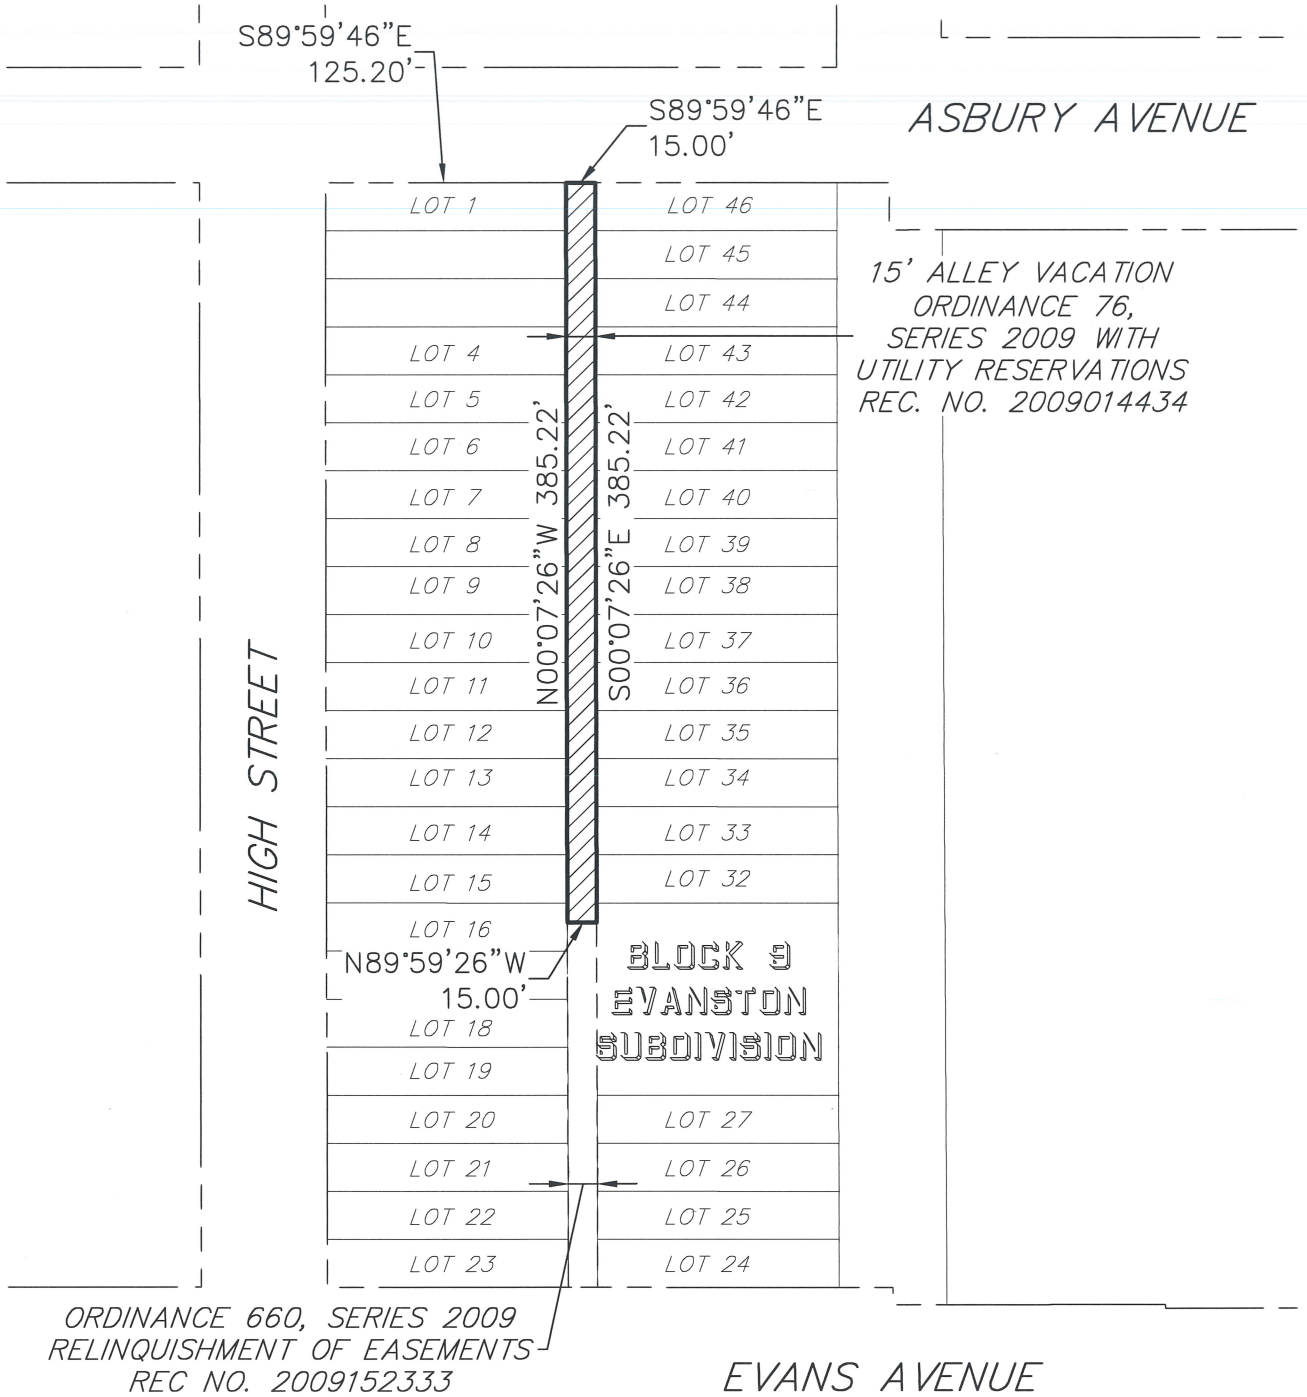 S89°59'46"E
125.20'
S89°59'46"E
15.00'
ASBURY AVENUE
LOT 1
LOT 46
LOT 45
LOT 44
15' ALLEY VACATION
ORDINANCE 76,
SERIES 2009 WITH
UTILITY RESERVATIONS
REC. NO. 2009014434
LOT 4
LOT 43
LOT 5
LOT 42
LOT 6
LOT 41
LOT 7
LOT 40
LOT 8
LOT 39
LOT 9
LOT 38
LOT 10
LOT 37
LOT 11
LOT 36
LOT 12
LOT 35
LOT 13
LOT 34
LOT 14
LOT 33
LOT 15
LOT 32
LOT 16
N00°07'26"W 385.22'
S00°07'26"E 385.22'
HIGH STREET
N89°59'26"W
15.00'
BLOCK 9
EVANSTON
SUBDIVISION
LOT 18
LOT 19
LOT 20
LOT 27
LOT 21
LOT 26
LOT 22
LOT 25
LOT 23
LOT 24
ORDINANCE 660, SERIES 2009
RELINQUISHMENT OF EASEMENTS
REC NO. 2009152333
EVANS AVENUE